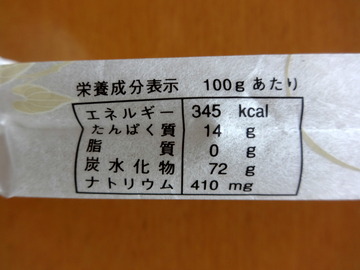 栄養成分表示 100gあたり
エネルギー 345 kcal
たんぱく質 14 g
脂質 0 g
炭水化物 72 g
ナトリウム 410 mg